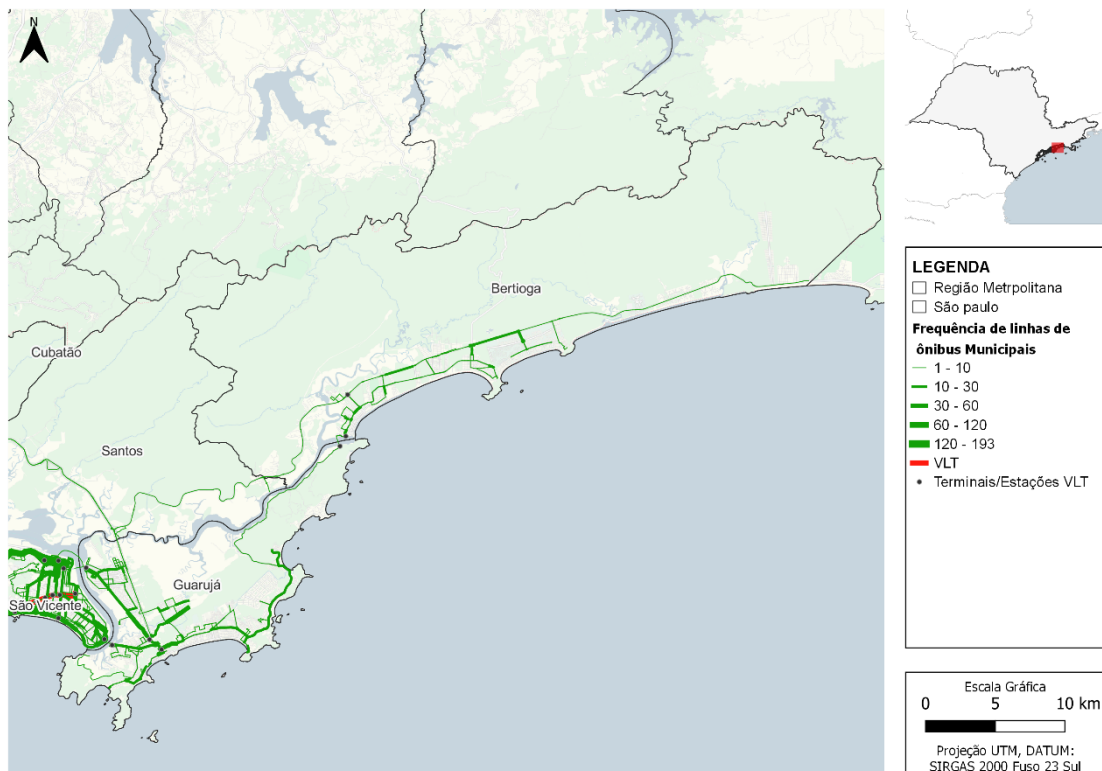 N
Bertioga
Cubatão
Santos
Guarujá
São Vicente
LEGENDA
Região Metrpolitana
São paulo
Frequência de linhas de
ônibus Municipais
1 - 10
10 - 30
30 - 60
60 - 120
120 - 193
VLT
Terminais/Estações VLT
Escala Gráfica
0 5 10 km
Projeção UTM, DATUM:
SIRGAS 2000 Fuso 23 Sul